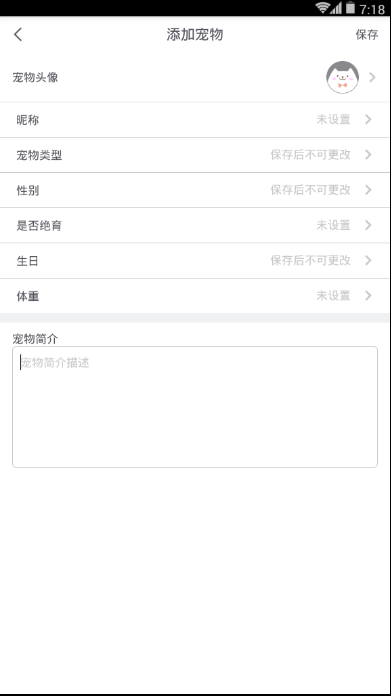 7:18
添加宠物
保存
宠物头像
昵称 未设置
宠物类型 保存后不可更改
性别 保存后不可更改
是否绝育 未设置
生日 保存后不可更改
体重 未设置
宠物简介
宠物简介描述